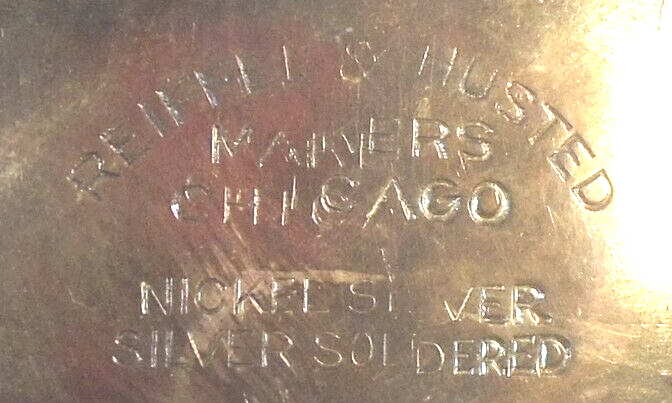 REIFFEL & HUSTED
MAKERS
CHICAGO
NICKEL SILVER.
SILVER SOLDERED